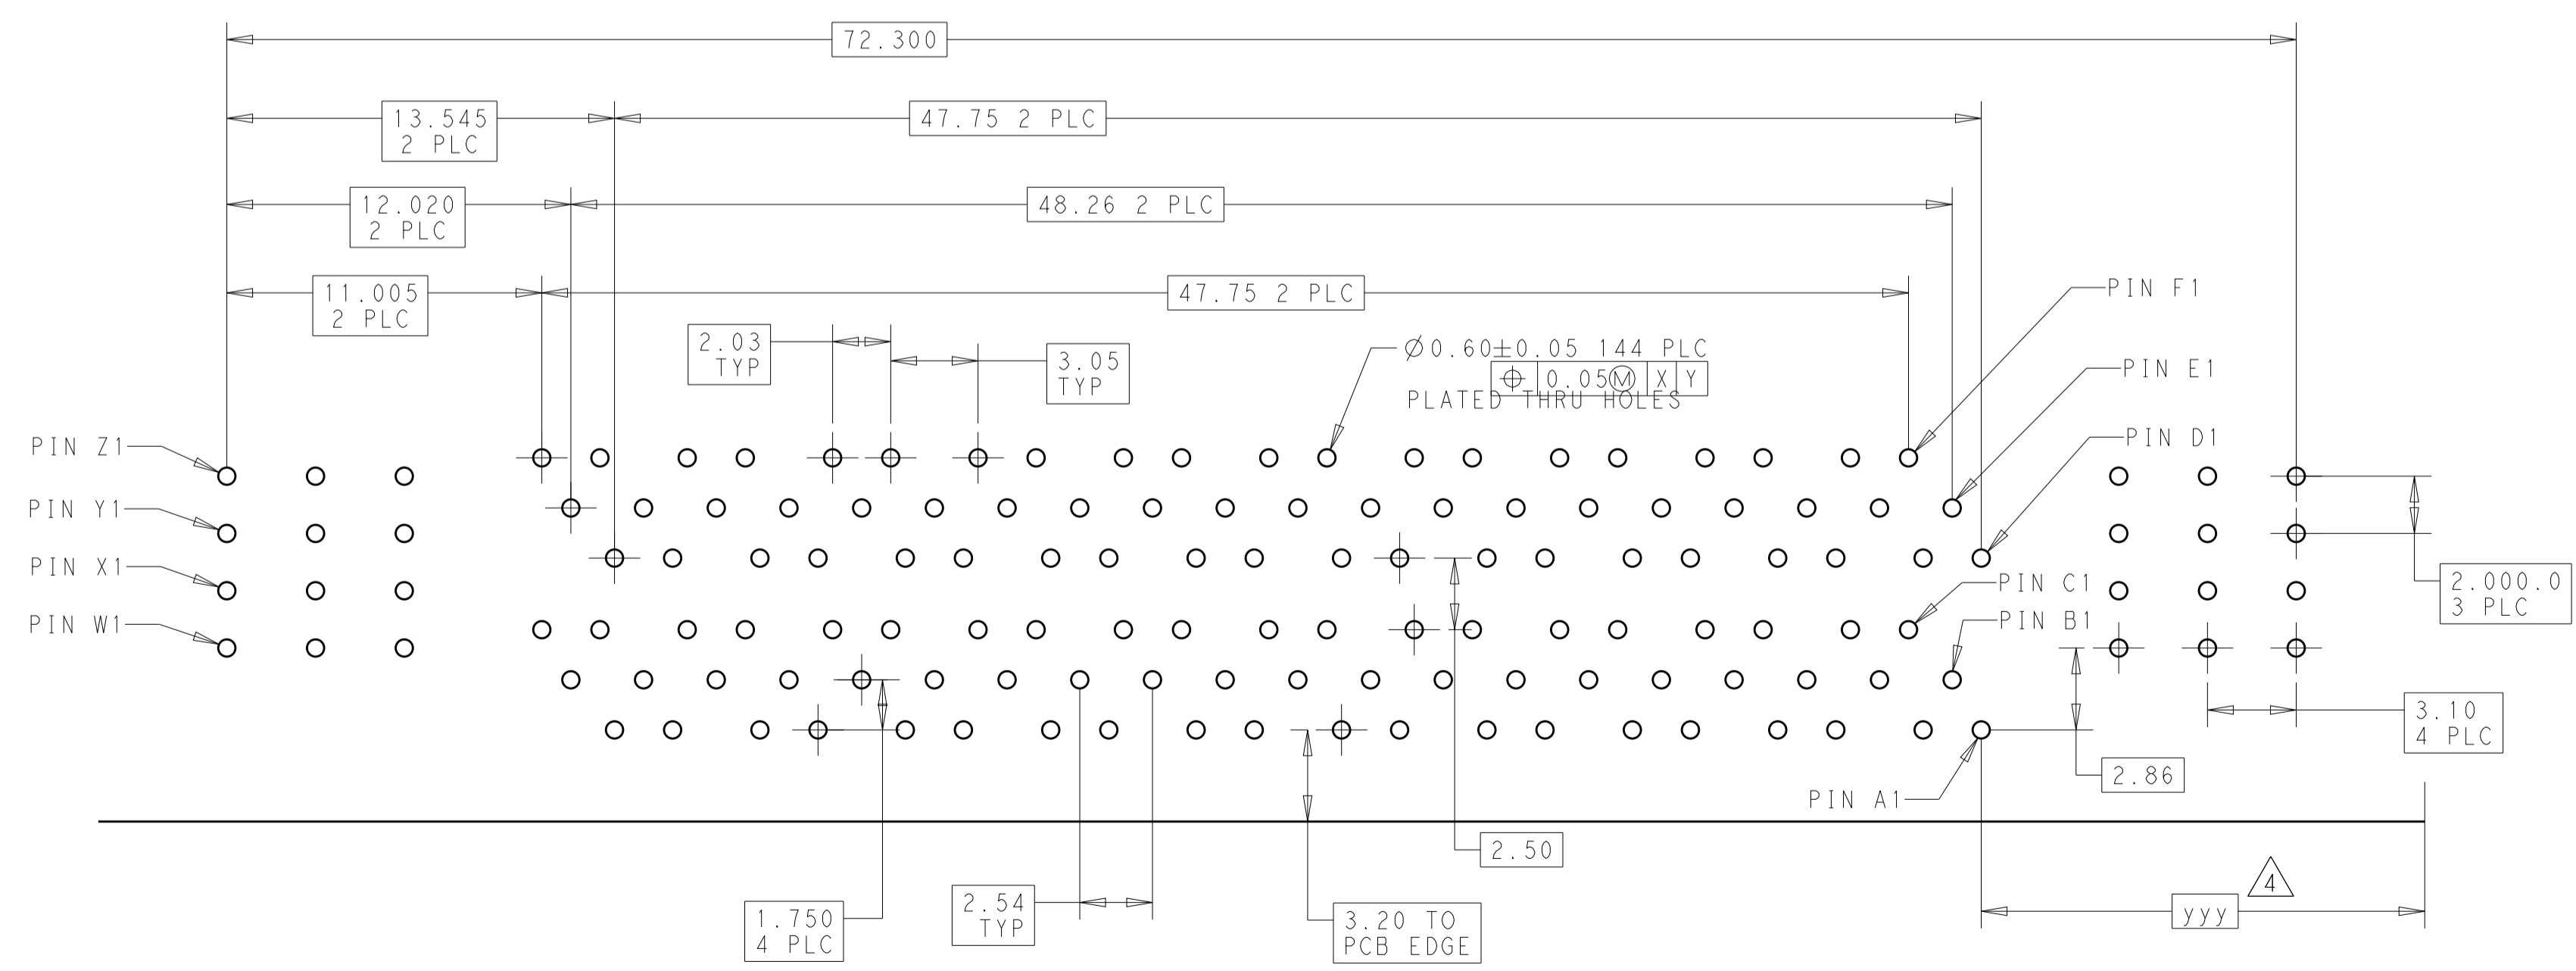 72.300
13.545
2 PLC
47.75 2 PLC
12.020
2 PLC
48.26 2 PLC
11.005
2 PLC
47.75 2 PLC
PIN F1
2.03
TYP
3.05
TYP
Ø0.60±0.05 144 PLC
⌖ 0.05Ⓜ X Y
PLATED THRU HOLES
PIN E1
PIN Z1
PIN D1
PIN Y1
PIN X1
PIN C1
2.000.0
3 PLC
PIN W1
PIN B1
3.10
4 PLC
2.86
PIN A1
2.50
4
1.750
4 PLC
2.54
TYP
3.20 TO
PCB EDGE
yyy